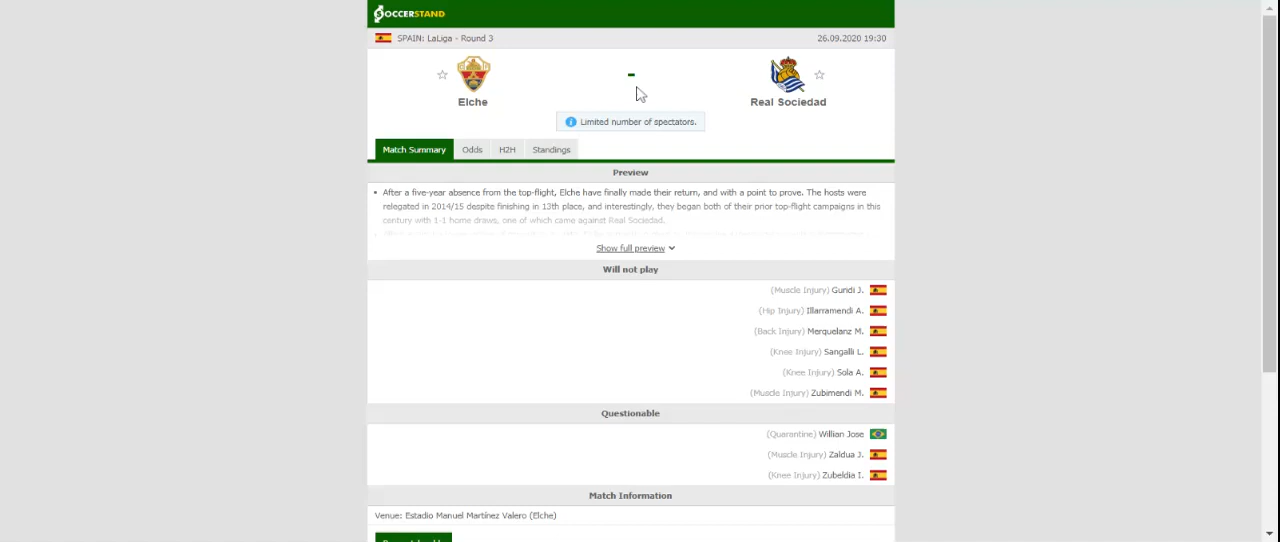 SOCCERSTAND
SPAIN: LaLiga - Round 3
26.09.2020 19:30
-
Elche
Real Sociedad
Limited number of spectators.
Match Summary
Odds
H2H
Standings
Preview
After a five-year absence from the top-flight, Elche have finally made their return, and with a point to prove. The hosts were
relegated in 2014/15 despite finishing in 13th place, and interestingly, they began both of their prior top-flight campaigns in this
century with 1-1 home draws, one of which came against Real Sociedad.
Show full preview
Will not play
(Muscle Injury) Guridi J.
(Hip Injury) Illarramendi A.
(Back Injury) Merquelanz M.
(Knee Injury) Sangalli L.
(Knee Injury) Sola A.
(Muscle Injury) Zubimendi M.
Questionable
(Quarantine) Willian Jose
(Muscle Injury) Zaldua J.
(Knee Injury) Zubeldia I.
Match Information
Venue: Estadio Manuel Martínez Valero (Elche)